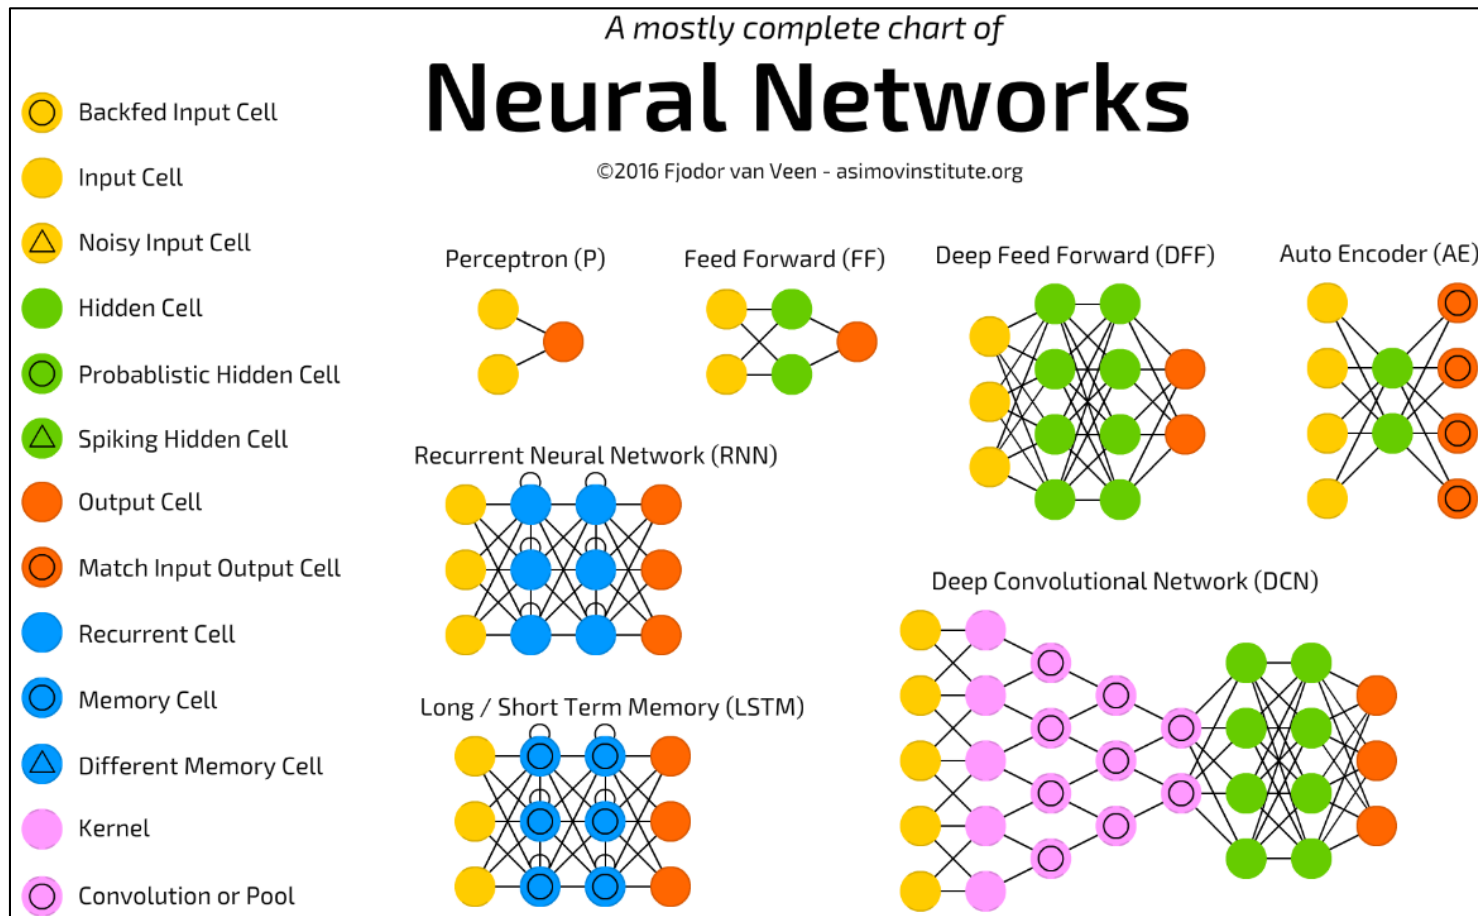 A mostly complete chart of
Neural Networks
©2016 Fjodor van Veen - asimovinstitute.org
Backfed Input Cell
Input Cell
Noisy Input Cell
Hidden Cell
Probablistic Hidden Cell
Spiking Hidden Cell
Output Cell
Match Input Output Cell
Recurrent Cell
Memory Cell
Different Memory Cell
Kernel
Convolution or Pool
Perceptron (P)
Feed Forward (FF)
Deep Feed Forward (DFF)
Auto Encoder (AE)
Recurrent Neural Network (RNN)
Long / Short Term Memory (LSTM)
Deep Convolutional Network (DCN)